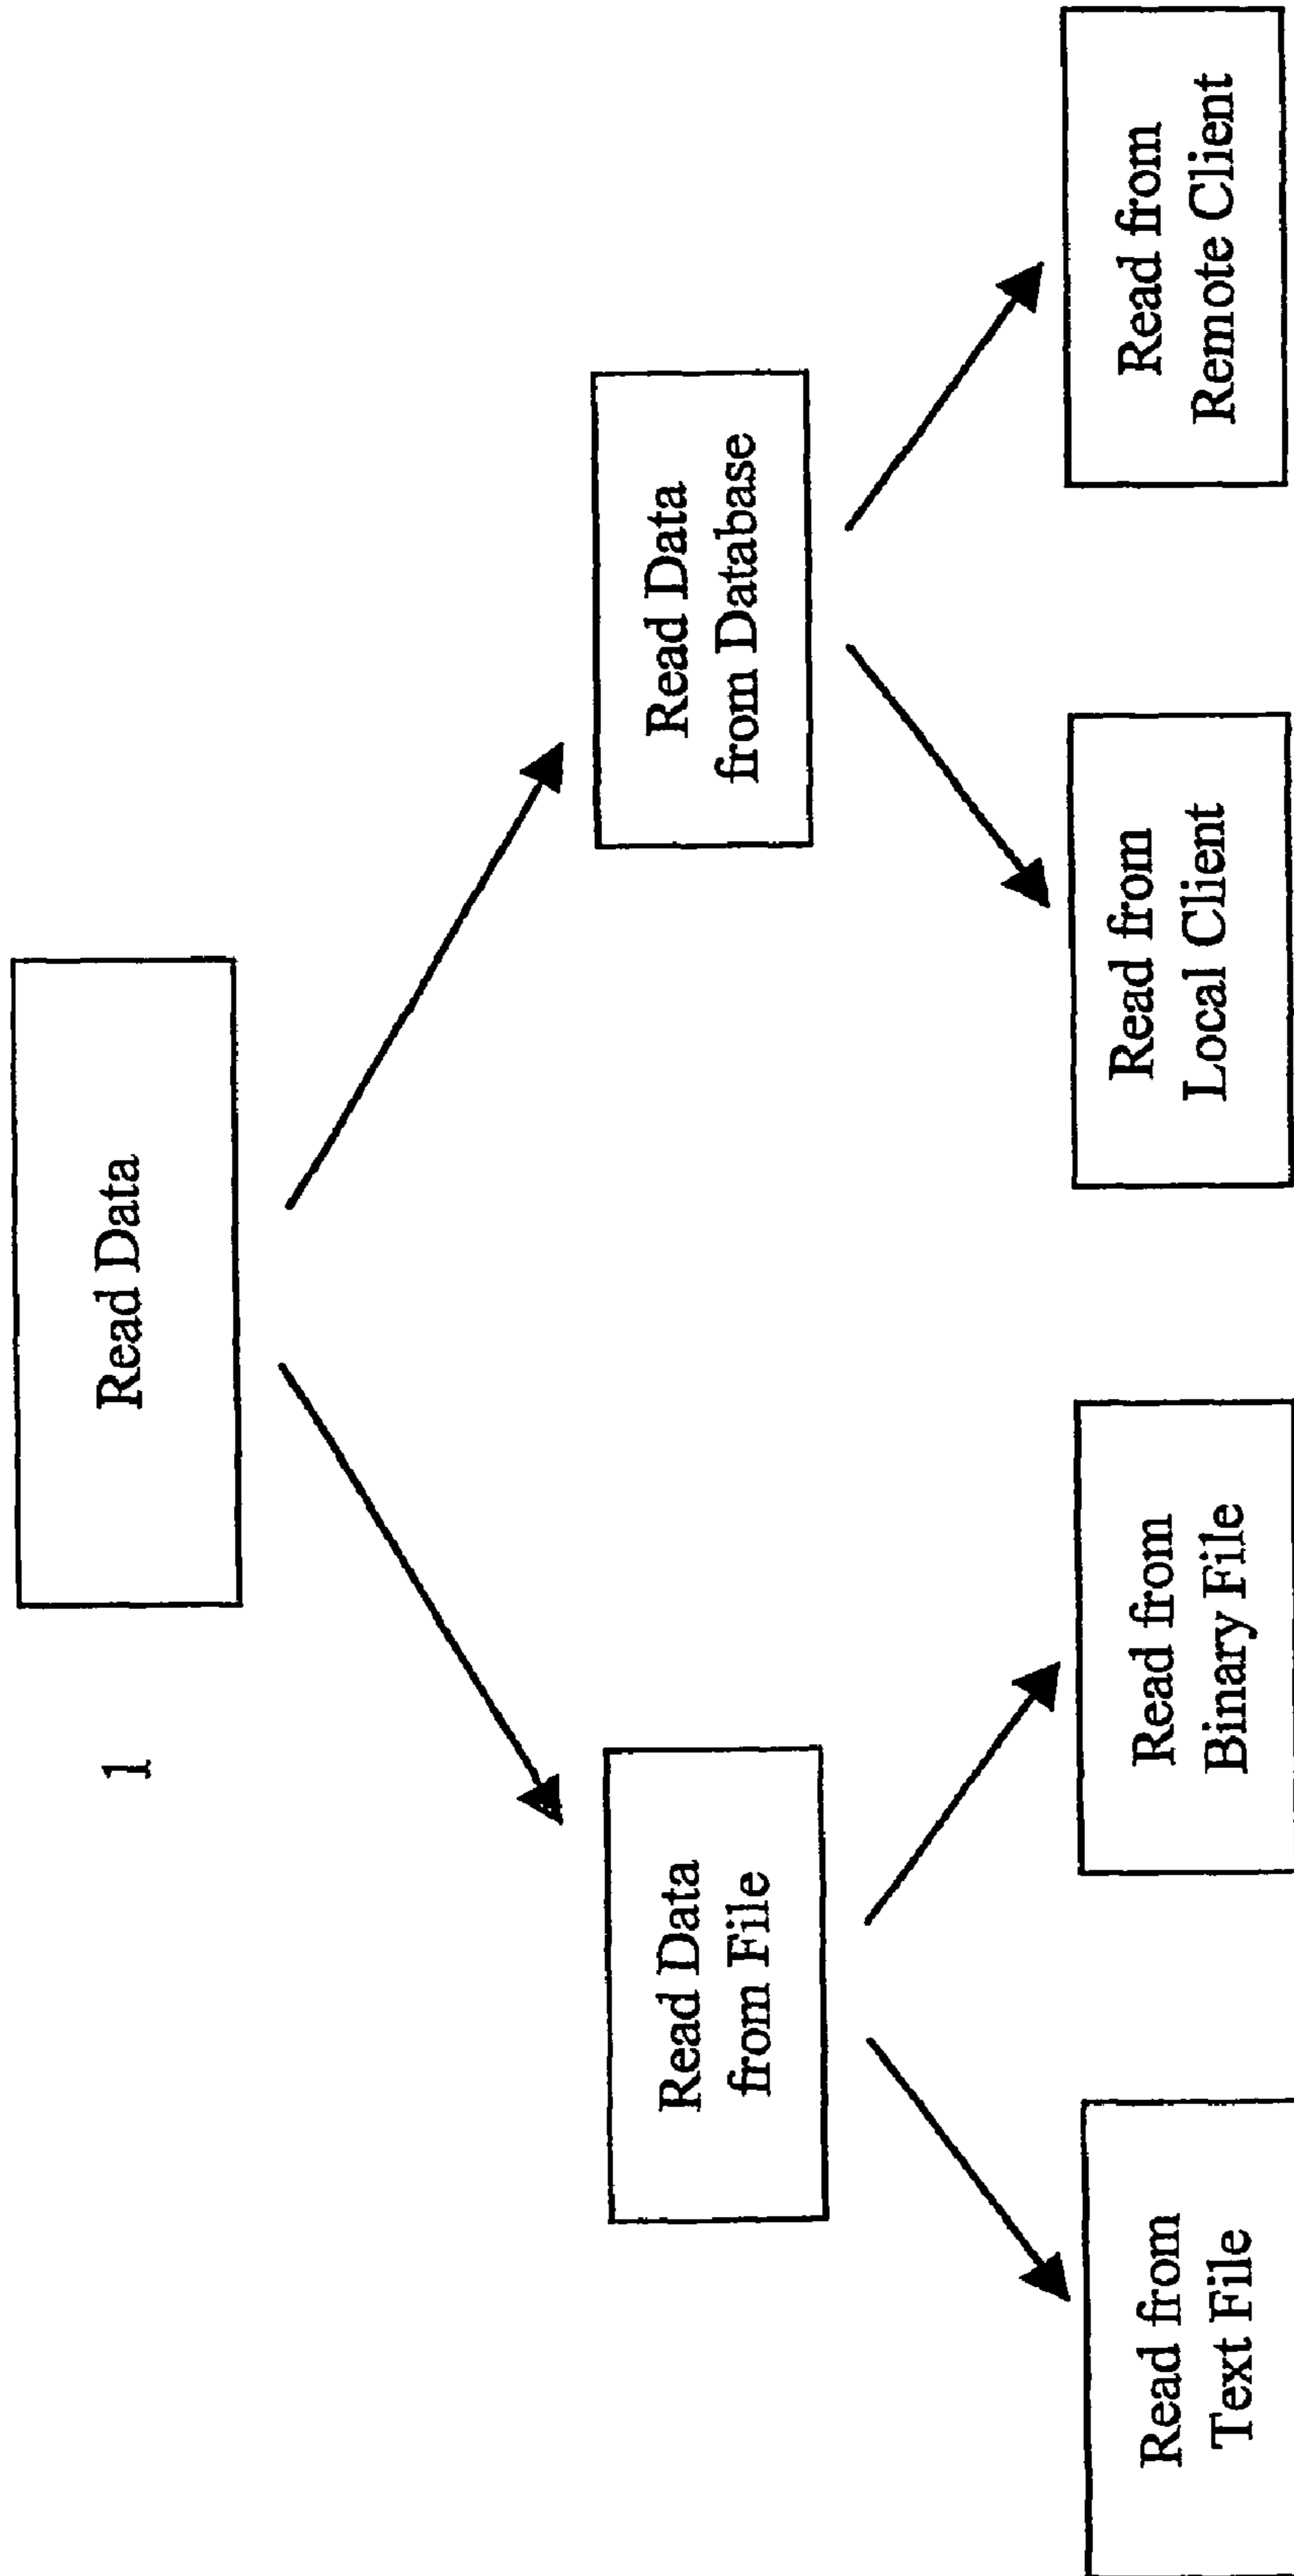 1
Read Data
Read Data
from File
Read Data
from Database
Read from
Text File
Read from
Binary File
Read from
Local Client
Read from
Remote Client